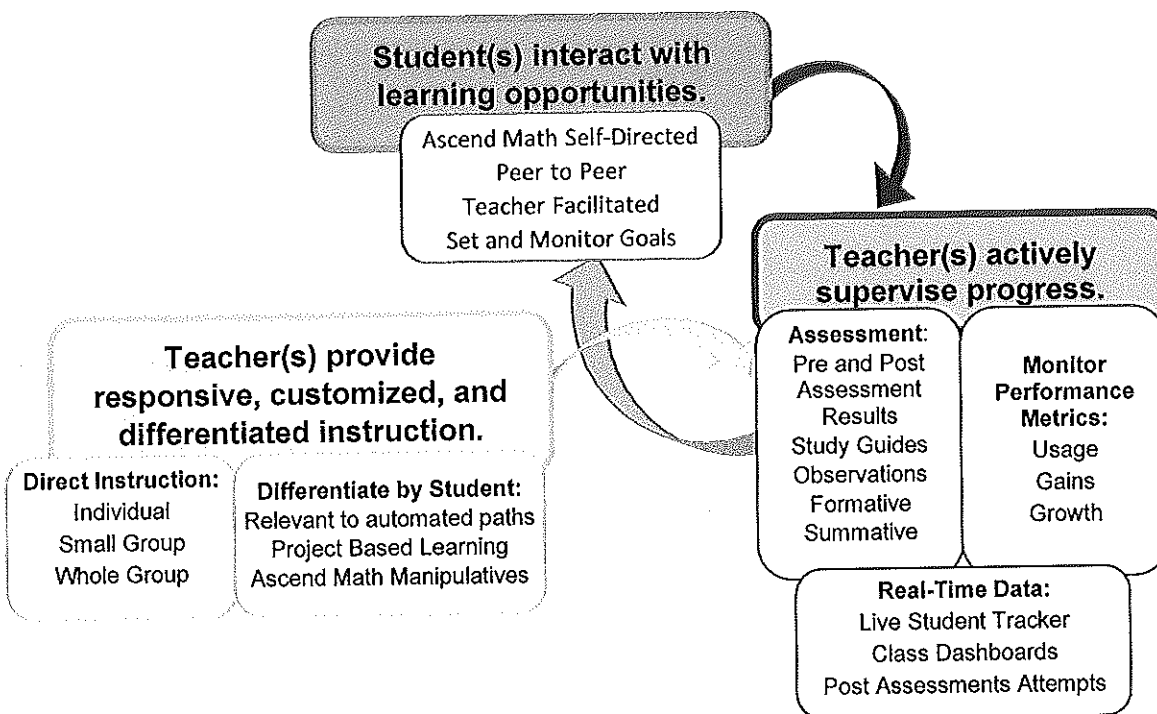 Student(s) interact with
learning opportunities.
Ascend Math Self-Directed
Peer to Peer
Teacher Facilitated
Set and Monitor Goals
Teacher(s) actively
supervise progress.
Assessment:
Pre and Post
Assessment
Results
Study Guides
Observations
Formative
Summative
Monitor
Performance
Metrics:
Usage
Gains
Growth
Real-Time Data:
Live Student Tracker
Class Dashboards
Post Assessments Attempts
Teacher(s) provide
responsive, customized, and
differentiated instruction.
Direct Instruction:
Individual
Small Group
Whole Group
Differentiate by Student:
Relevant to automated paths
Project Based Learning
Ascend Math Manipulatives